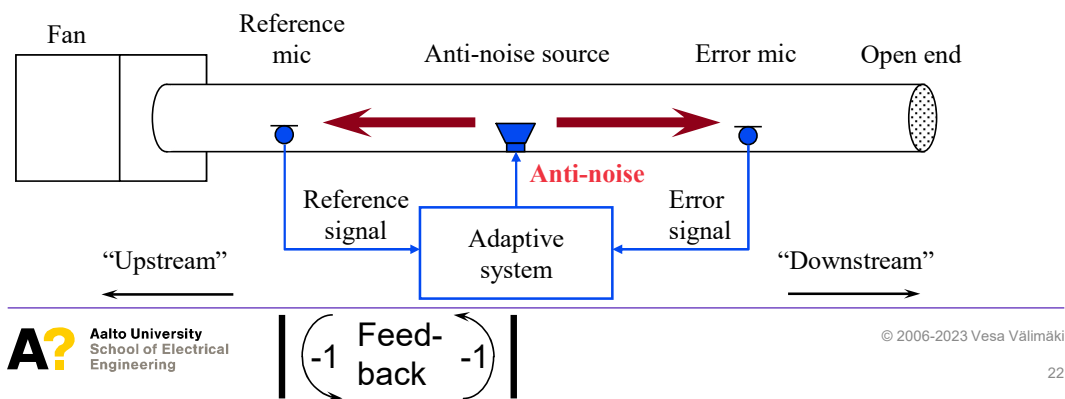 Fan
Reference
mic
Anti-noise source
Error mic
Open end
Anti-noise
Reference
signal
Adaptive
system
Error
signal
“Upstream”
“Downstream”
A?
Aalto University
School of Electrical
Engineering
-1
Feed-
back
-1
© 2006-2023 Vesa Välimäki
22